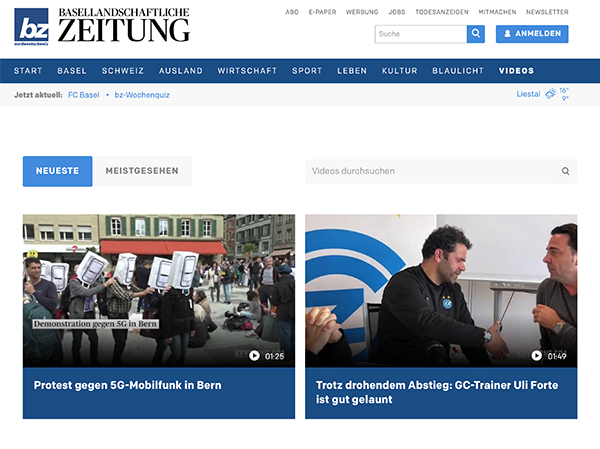 bz
nordwestschweiz
BASELLANDSCHAFTLICHE
ZEITUNG
ABO E-PAPER WERBUNG JOBS TODESANZEIGEN MITMACHEN NEWSLETTER
Suche
ANMELDEN
START BASEL SCHWEIZ AUSLAND WIRTSCHAFT SPORT LEBEN KULTUR BLAULICHT VIDEOS
Jetzt aktuell: FC Basel • bz-Wochenquiz
Liestal
16°
9°
NEUESTE MEISTGESEHEN
Videos durchsuchen
Demonstration gegen 5G in Bern
01:25
01:49
Protest gegen 5G-Mobilfunk in Bern
Trotz drohendem Abstieg: GC-Trainer Uli Forte
ist gut gelaunt